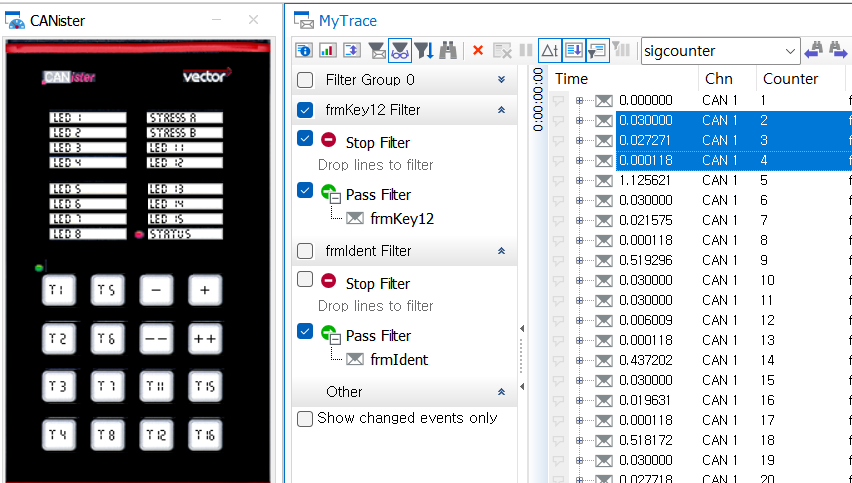 CANister
CANister
vector
LED 1
LED 2
LED 3
LED 4
STRESS A
STRESS B
LED 11
LED 12
LED 5
LED 6
LED 7
LED 8
LED 13
LED 14
LED 15
STATUS
T1 T5 - +
T2 T6 -- ++
T3 T7 T11 T15
T4 T8 T12 T16
MyTrace
sigcounter
Filter Group 0
frmKey12 Filter
Stop Filter
Drop lines to filter
Pass Filter
frmKey12
frmIdent Filter
Stop Filter
Drop lines to filter
Pass Filter
frmIdent
Other
Show changed events only
0:00:00:00
Time Chn Counter
0.000000 CAN 1 1
0.030000 CAN 1 2
0.027271 CAN 1 3
0.000118 CAN 1 4
1.125621 CAN 1 5
0.030000 CAN 1 6
0.021575 CAN 1 7
0.000118 CAN 1 8
0.519296 CAN 1 9
0.030000 CAN 1 10
0.030000 CAN 1 11
0.006009 CAN 1 12
0.000118 CAN 1 13
0.437202 CAN 1 14
0.030000 CAN 1 15
0.019631 CAN 1 16
0.000118 CAN 1 17
0.518172 CAN 1 18
0.030000 CAN 1 19
0.027718 CAN 1 20